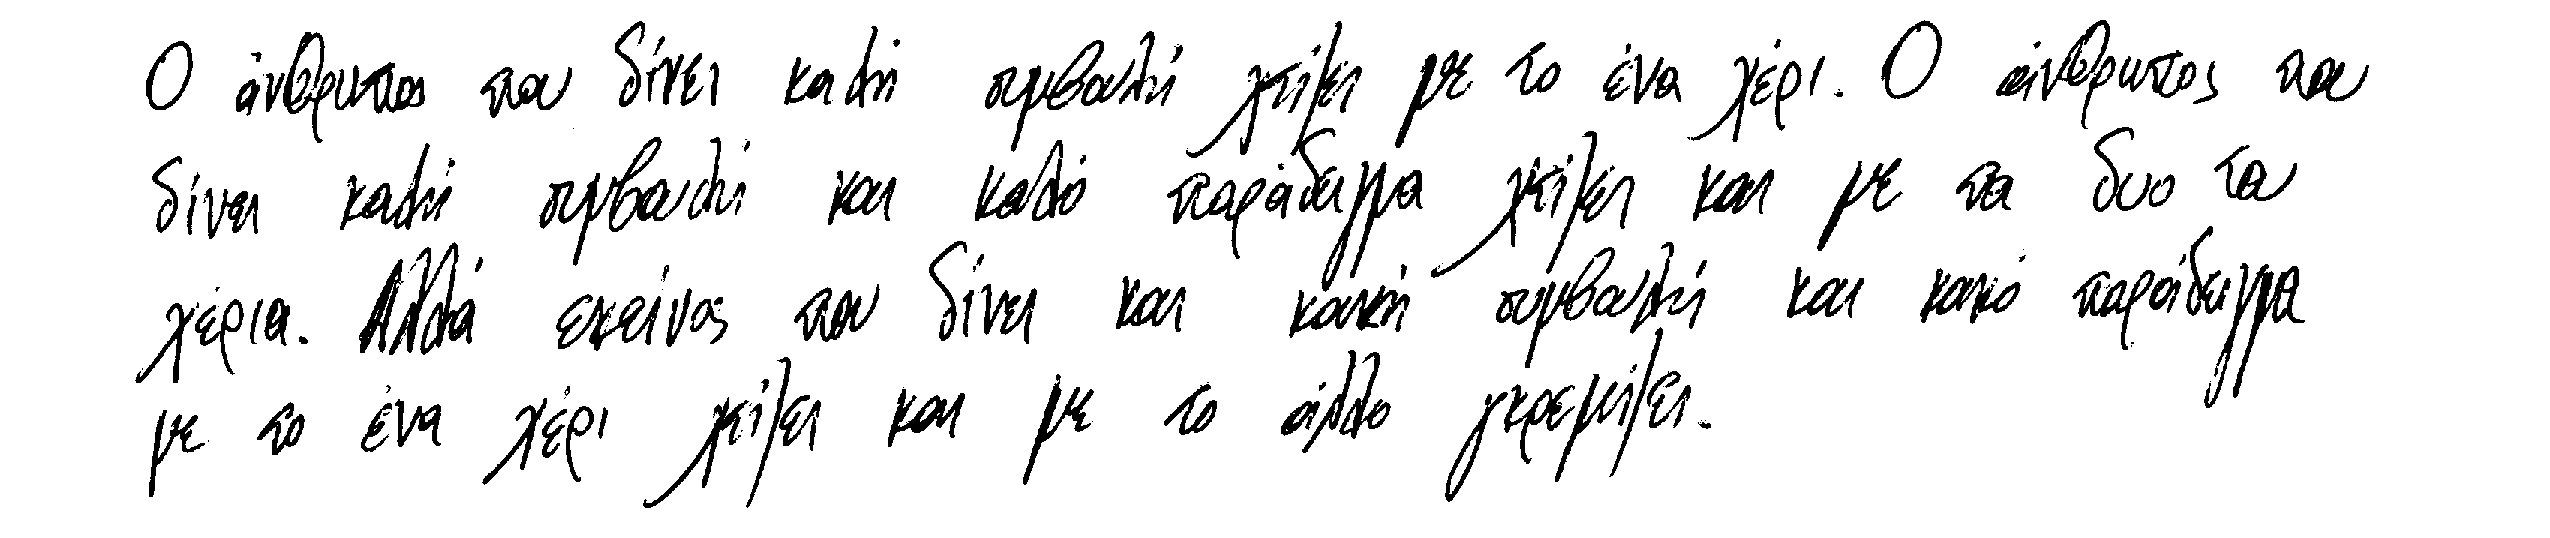 Ο άνθρωπος που δίνει καλή συμβουλή χτίζει με το ένα χέρι. Ο άνθρωπος που
δίνει καλή συμβουλή και καλό παράδειγμα χτίζει και με τα δυο του
χέρια. Αλλά εκείνος που δίνει και κακή συμβουλή και κακό παράδειγμα
με το ένα χέρι χτίζει και με το άλλο γκρεμίζει.